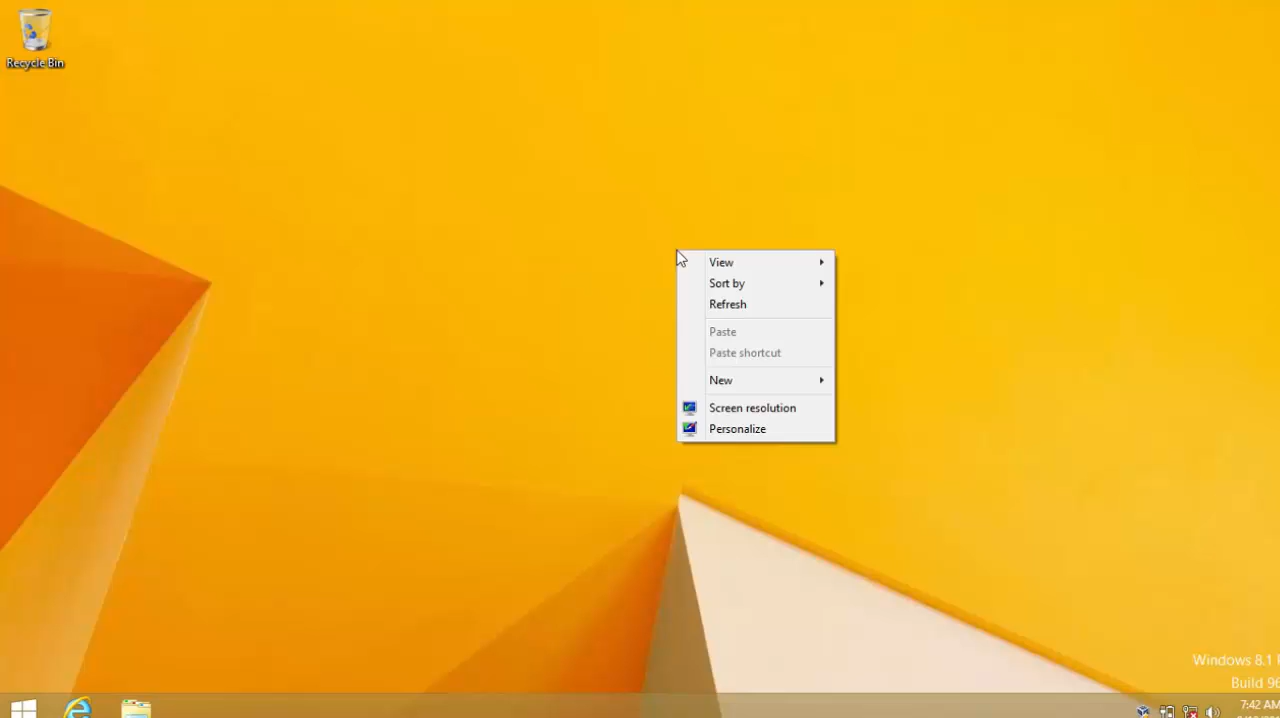 Recycle Bin
View
Sort by
Refresh
Paste
Paste shortcut
New
Screen resolution
Personalize
Windows 8.1
Build 96
7:42 AM